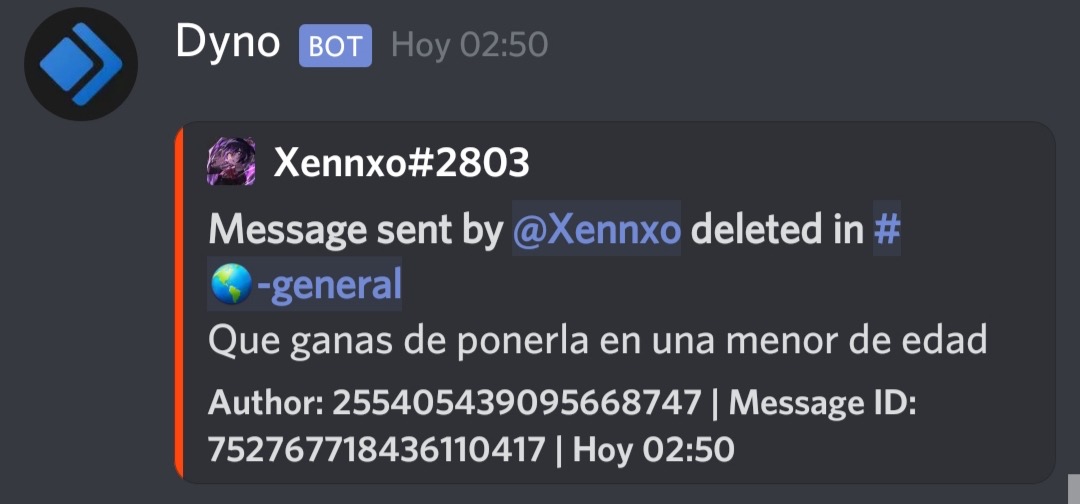 Dyno BOT Hoy 02:50
Xennxo#2803
Message sent by @Xennxo deleted in #
🌎-general
Que ganas de ponerla en una menor de edad
Author: 255405439095668747 | Message ID:
752767718436110417 | Hoy 02:50